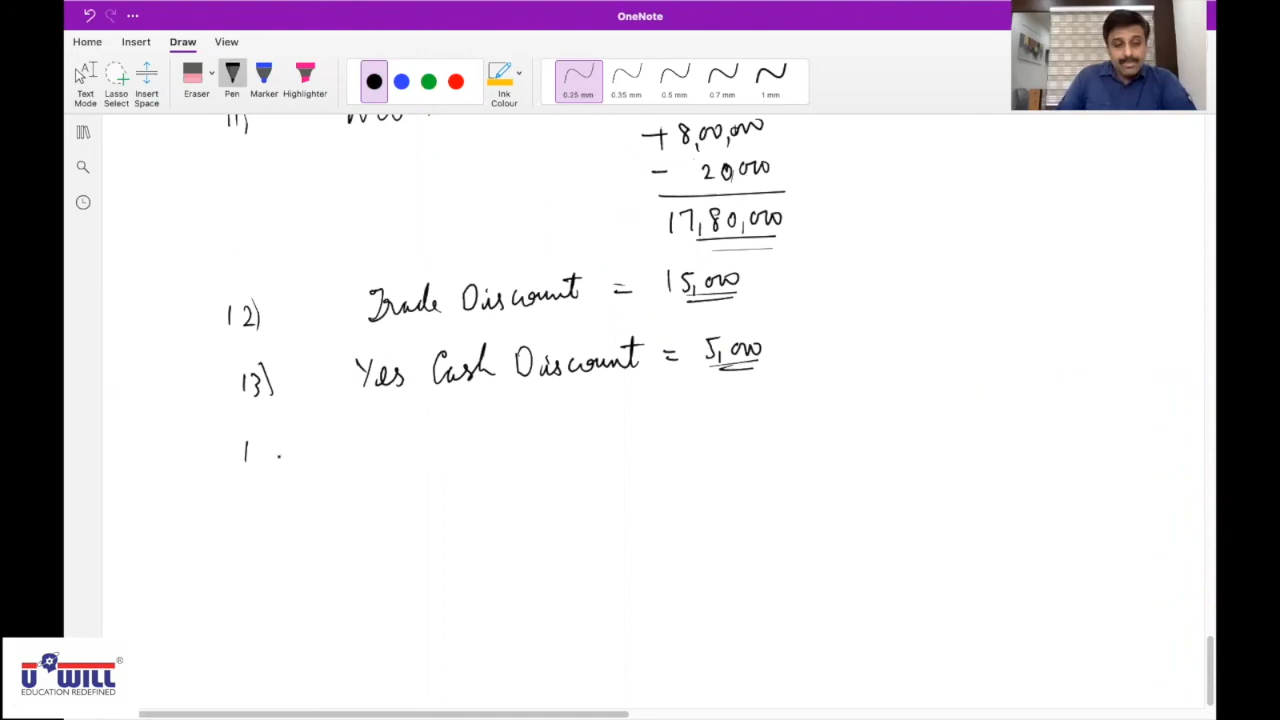 OneNote
Home Insert Draw View
Text Mode Lasso Select Insert Space Eraser Pen Marker Highlighter Ink Colour 0.25 mm 0.35 mm 0.5 mm 0.7 mm 1 mm
11)
+ 8,00,000
- 20,000
17,80,000
12) Trade Discount = 15,000
13) Yes Cash Discount = 5,000
1
UWILL ®
EDUCATION REDEFINED